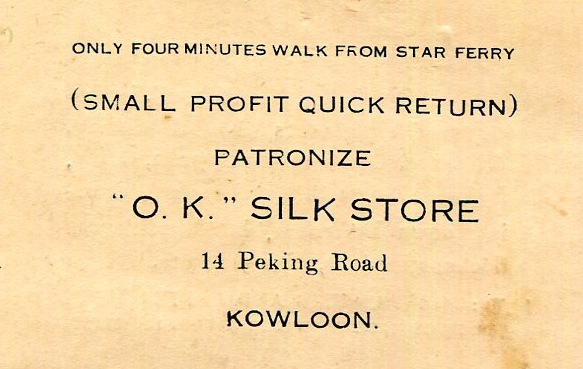 ONLY FOUR MINUTES WALK FROM STAR FERRY
(SMALL PROFIT QUICK RETURN)
PATRONIZE
"O. K." SILK STORE
14 Peking Road
KOWLOON.